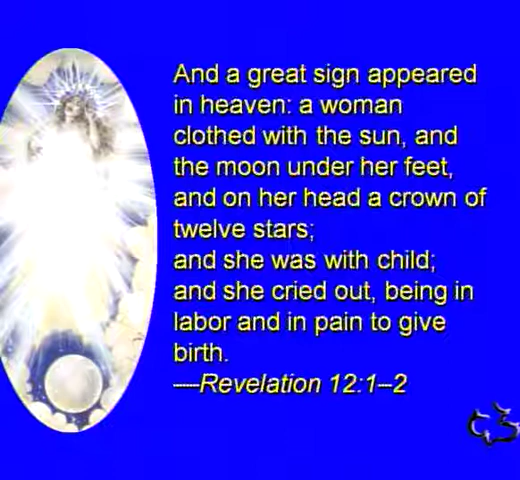 And a great sign appeared
in heaven: a woman
clothed with the sun, and
the moon under her feet,
and on her head a crown of
twelve stars;
and she was with child;
and she cried out, being in
labor and in pain to give
birth.
—Revelation 12:1–2